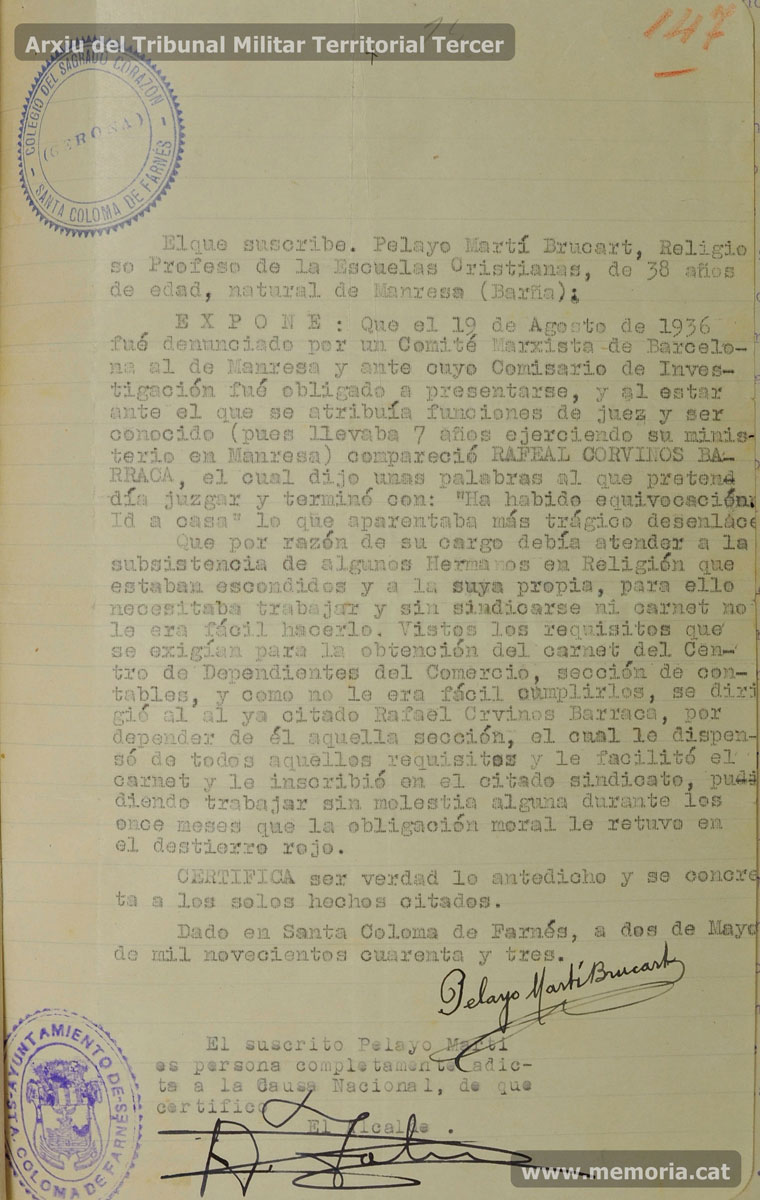 Arxiu del Tribunal Militar Territorial Tercer
147
COLEGIO DEL SAGRADO CORAZON
(GERONA)
SANTA COLOMA DE FARNÉS
Elque suscribe. Pelayo Martí Brucart, Religio
so Profeso de la Escuelas Cristianas, de 38 años
de edad, natural de Manresa (Barña);
E X P O N E : Que el 19 de Agosto de 1936
fué denunciado por un Comité Marxista de Barcelo-
na al de Manresa y ante cuyo Comisario de Inves-
tigación fué obligado a presentarse, y al estar
ante el que se atribuía funciones de juez y ser
conocido (pues llevaba 7 años ejerciendo su minis-
terio en Manresa) compareció RAFEAL CORVINOS BA-
RRACA, el cual dijo unas palabras al que pretend
día juzgar y terminó con: "Ha habido equivocación.
Id a casa" lo que aparentaba más trágico desenlace
Que por razón de su cargo debía atender a la
subsistencia de algunos Hermanos en Religión que
estaban escondidos y a la suya propia, para ello
necesitaba trabajar y sin sindicarse ni carnet no
le era fácil hacerlo. Vistos los requisitos que
se exigían para la obtención del carnet del Cen-
tro de Dependientes del Comercio, sección de con-
tables, y como no le era fácil cumplirlos, se diri
gió al al ya citado Rafael Crvinos Barraca, por
depender de él aquella sección, el cual le dispen-
só de todos aquellos requisitos y le facilitó el
carnet y le inscribió en el citado sindicato, pudi
diendo trabajar sin molestia alguna durante los
once meses que la obligación moral le retuvo en
el destierro rojo.
CERTIFICA ser verdad lo antedicho y se concre
ta a los solos hechos citados.
Dado en Santa Coloma de Farnés, a dos de Mayo
de mil novecientos cuarenta y tres.
Pelayo Martí Brucart
El suscrito Pelayo Martí
es persona completamente adic-
ta a la Causa Nacional, de que
certifico
El Alcalde .
AYUNTAMIENTO DE
STA. COLOMA DE FARNÉS
www.memoria.cat